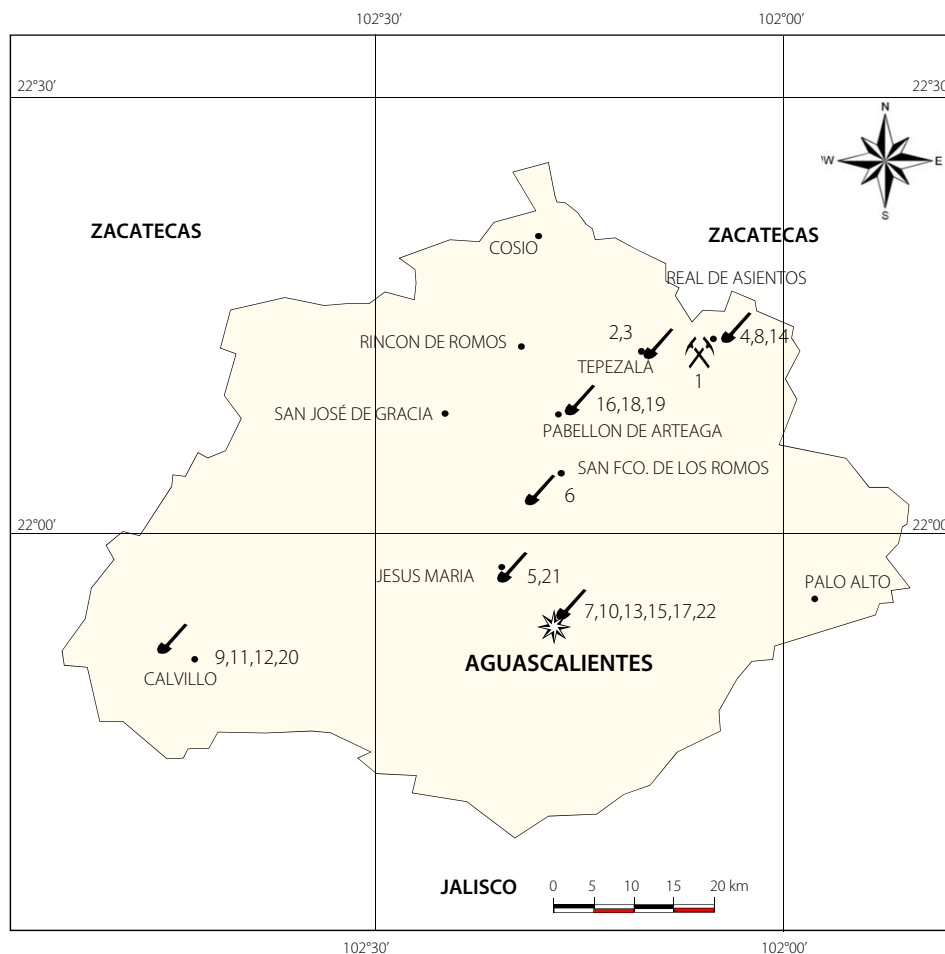 102°30'
102°00'
22°30'
22°30
N
W
E
S
ZACATECAS
ZACATECAS
COSIO
REAL DE ASIENTOS
RINCON DE ROMOS
2,3
4,8,14
TEPEZALA
1
16,18,19
SAN JOSÉ DE GRACIA
PABELLON DE ARTEAGA
SAN FCO. DE LOS ROMOS
6
22°00'
22°00
JESUS MARIA
5,21
PALO ALTO
7,10,13,15,17,22
9,11,12,20
AGUASCALIENTES
CALVILLO
JALISCO
0 5 10 15 20 km
102°30'
102°00'